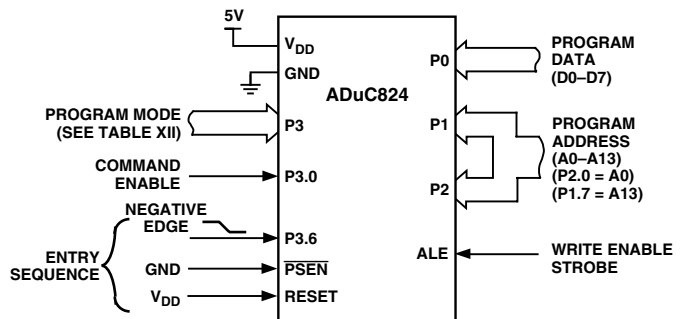 5V
VDD
GND
ADuC824
P0
PROGRAM
DATA
(D0–D7)
PROGRAM MODE
(SEE TABLE XII)
P3
P1
PROGRAM
ADDRESS
(A0–A13)
(P2.0 = A0)
(P1.7 = A13)
COMMAND
ENABLE
P3.0
P2
NEGATIVE
EDGE
P3.6
ENTRY
SEQUENCE
GND
PSEN
VDD
RESET
ALE
WRITE ENABLE
STROBE